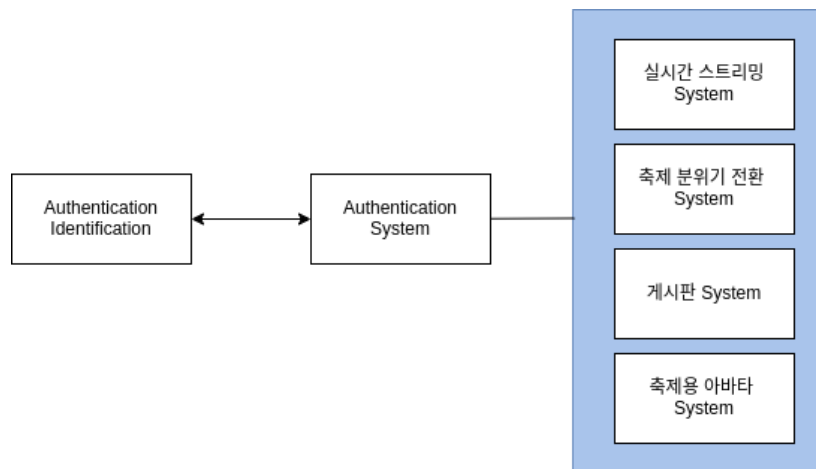 Authentication
Identification
Authentication
System
실시간 스트리밍
System
축제 분위기 전환
System
게시판 System
축제용 아바타
System